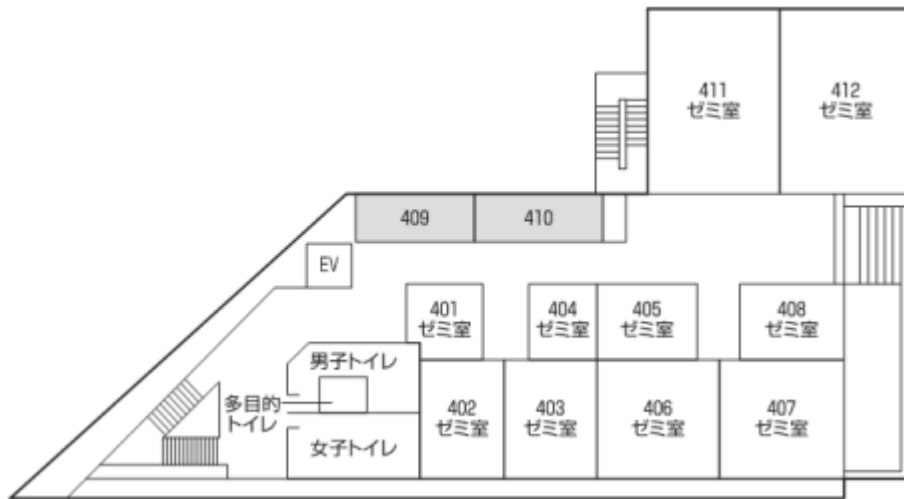 411
ゼミ室
412
ゼミ室
409
410
EV
401
ゼミ室
404
ゼミ室
405
ゼミ室
408
ゼミ室
男子トイレ
多目的
トイレ
女子トイレ
402
ゼミ室
403
ゼミ室
406
ゼミ室
407
ゼミ室